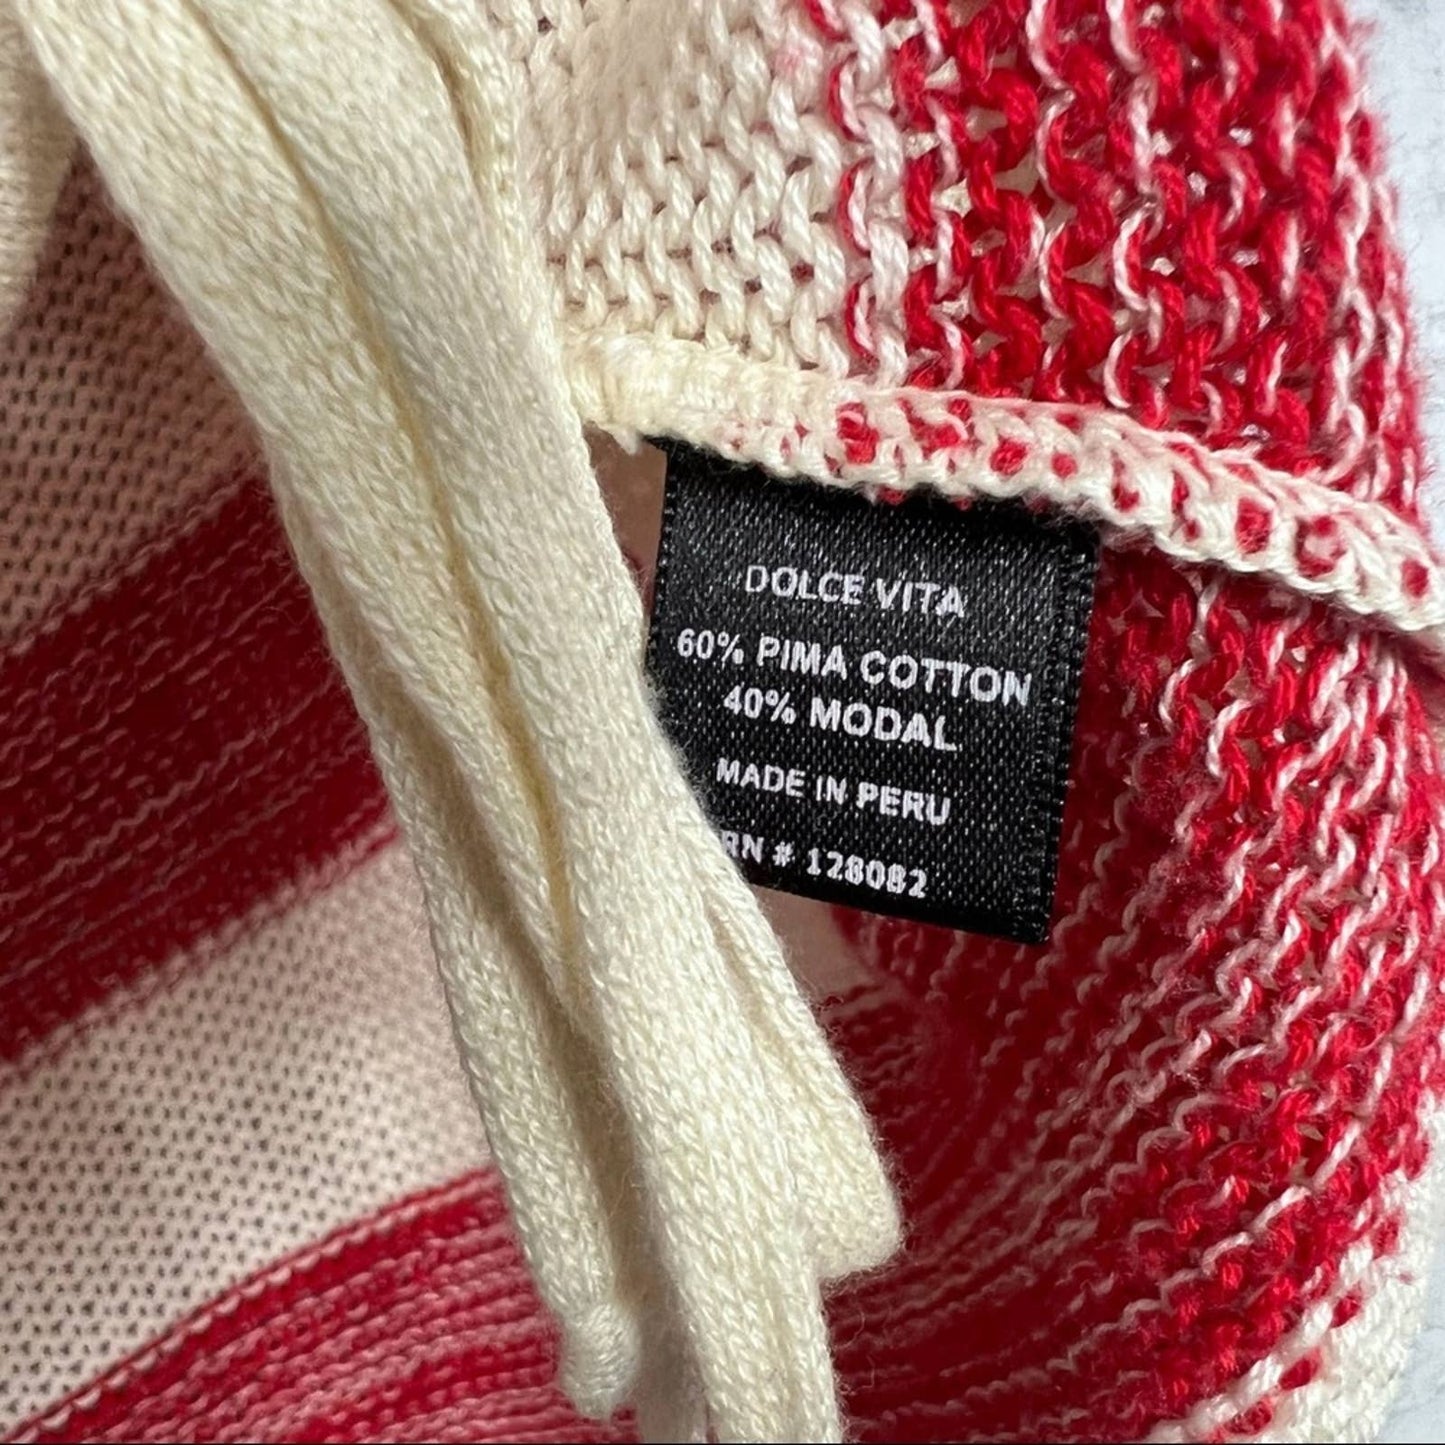 DOLCE VITA
60% PIMA COTTON
40% MODAL
MADE IN PERU
RN # 128082